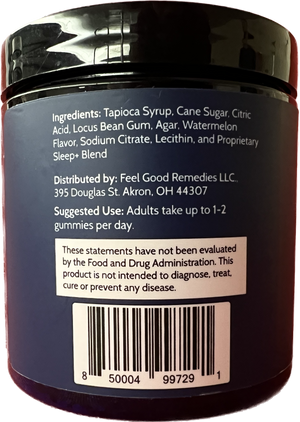 Ingredients: Tapioca Syrup, Cane Sugar, Citric
Acid, Locus Bean Gum, Agar, Watermelon
Flavor, Sodium Citrate, Lecithin, and Proprietary
Sleep+ Blend
Distributed by: Feel Good Remedies LLC.
395 Douglas St. Akron, OH 44307
Suggested Use: Adults take up to 1-2
gummies per day.
These statements have not been evaluated
by the Food and Drug Administration. This
product is not intended to diagnose, treat,
cure or prevent any disease.
8 50004 99729 1